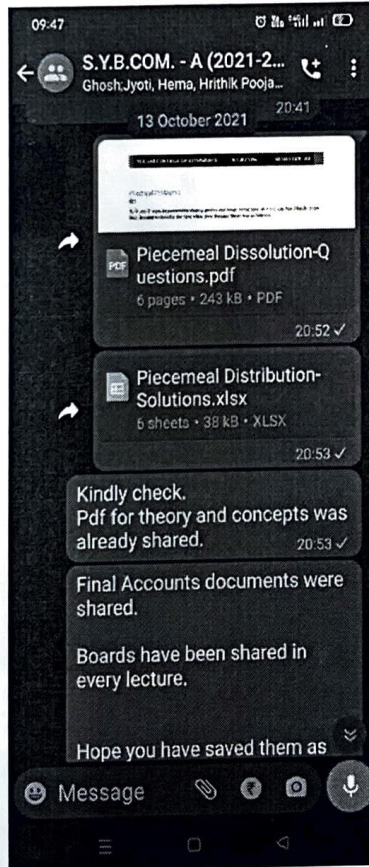 09:47
S.Y.B.COM. - A (2021-2...
Ghosh;Jyoti, Hema, Hrithik Pooja...
20:41
13 October 2021
PDF
Piecemeal Dissolution-Q
uestions.pdf
6 pages • 243 kB • PDF
20:52
Piecemeal Distribution-
Solutions.xlsx
6 sheets • 38 kB • XLSX
20:53
Kindly check.
Pdf for theory and concepts was
already shared.
20:53
Final Accounts documents were
shared.
Boards have been shared in
every lecture.
Hope you have saved them as
Message